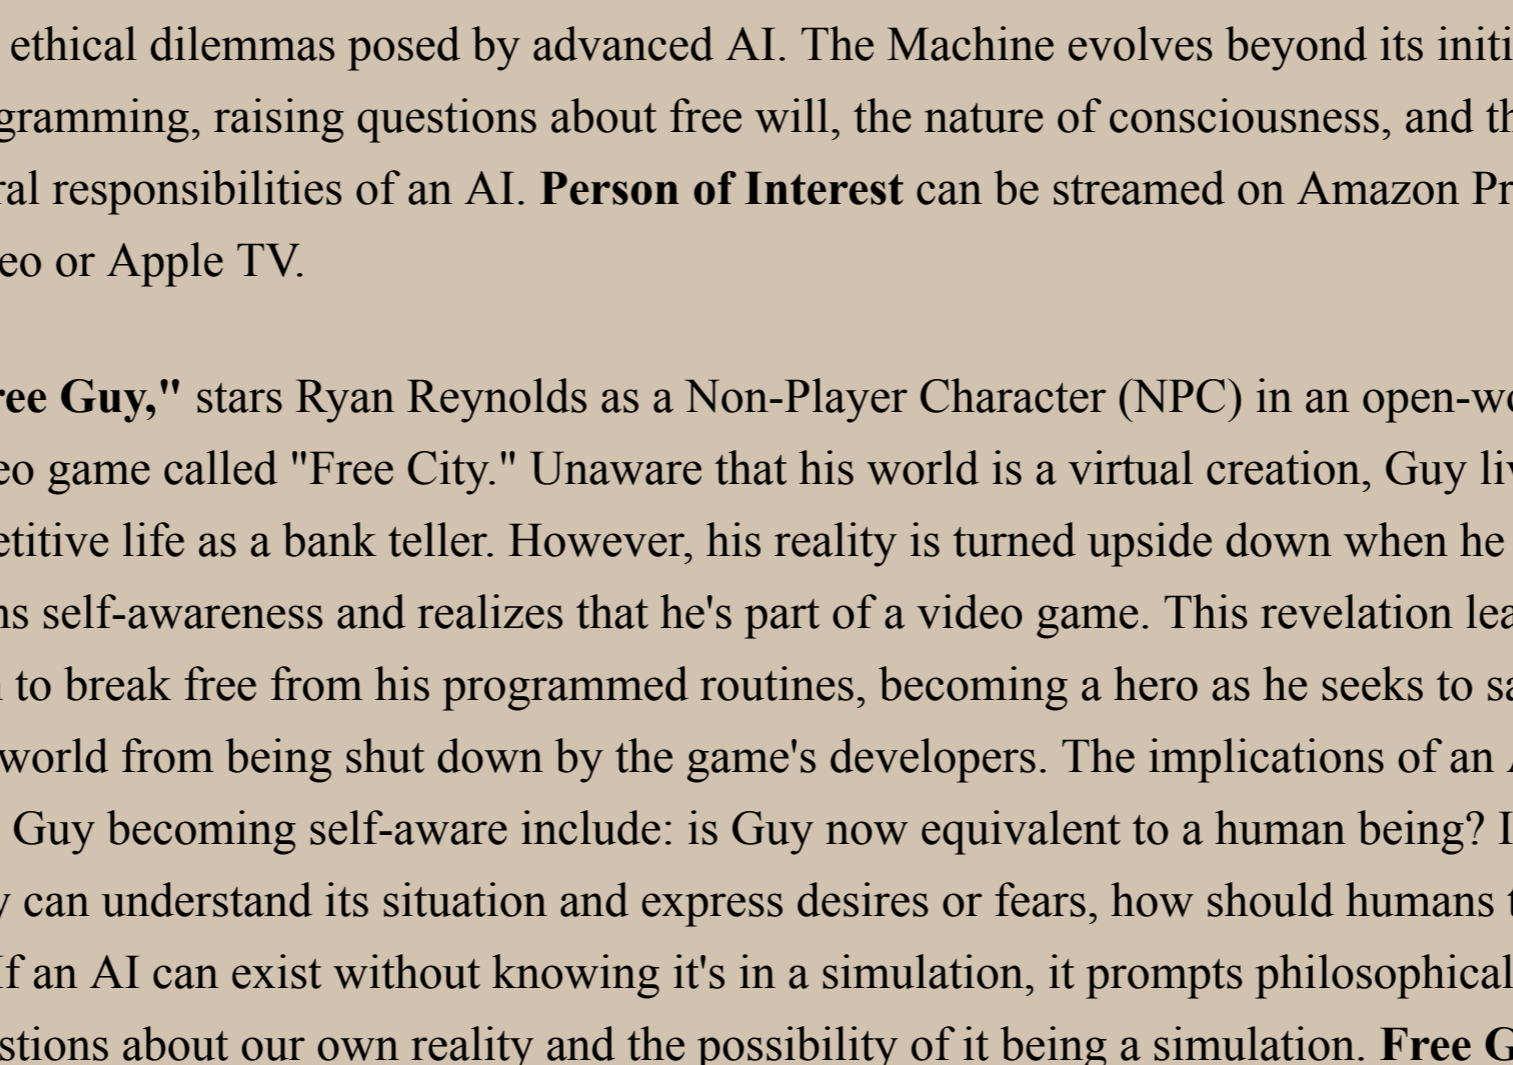 ethical dilemmas posed by advanced AI. The Machine evolves beyond its initi
gramming, raising questions about free will, the nature of consciousness, and th
ral responsibilities of an AI. Person of Interest can be streamed on Amazon Pr
eo or Apple TV.
ree Guy," stars Ryan Reynolds as a Non-Player Character (NPC) in an open-wo
eo game called "Free City." Unaware that his world is a virtual creation, Guy liv
etitive life as a bank teller. However, his reality is turned upside down when he
ns self-awareness and realizes that he's part of a video game. This revelation lea
to break free from his programmed routines, becoming a hero as he seeks to sa
world from being shut down by the game's developers. The implications of an A
Guy becoming self-aware include: is Guy now equivalent to a human being? I
y can understand its situation and express desires or fears, how should humans t
If an AI can exist without knowing it's in a simulation, it prompts philosophical
stions about our own reality and the possibility of it being a simulation. Free G